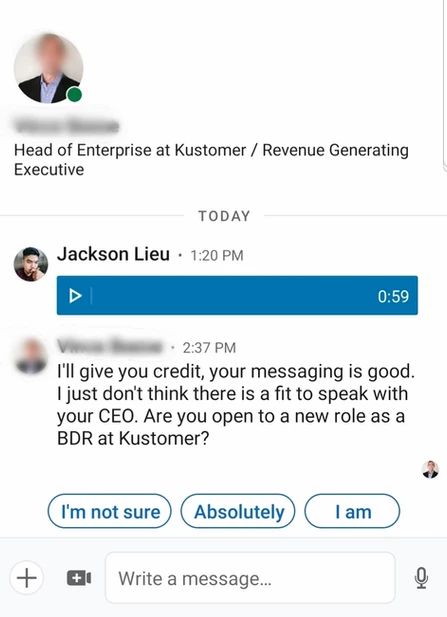 Head of Enterprise at Kustomer / Revenue Generating
Executive
TODAY
Jackson Lieu • 1:20 PM
0:59
• 2:37 PM
I'll give you credit, your messaging is good.
I just don't think there is a fit to speak with
your CEO. Are you open to a new role as a
BDR at Kustomer?
I'm not sure
Absolutely
I am
Write a message...